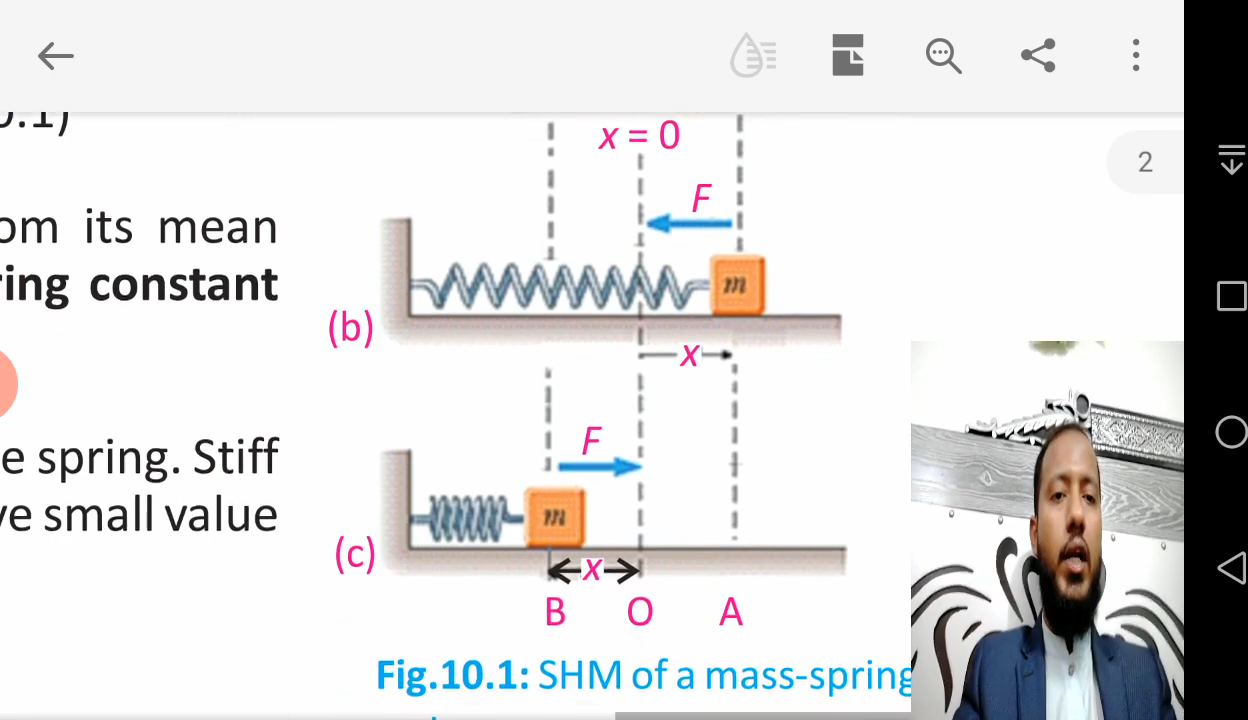 0.1)
om its mean
ring constant
e spring. Stiff
ve small value
2
x = 0
F
m
(b)
x
F
m
(c)
x
B O A
Fig.10.1: SHM of a mass-spring